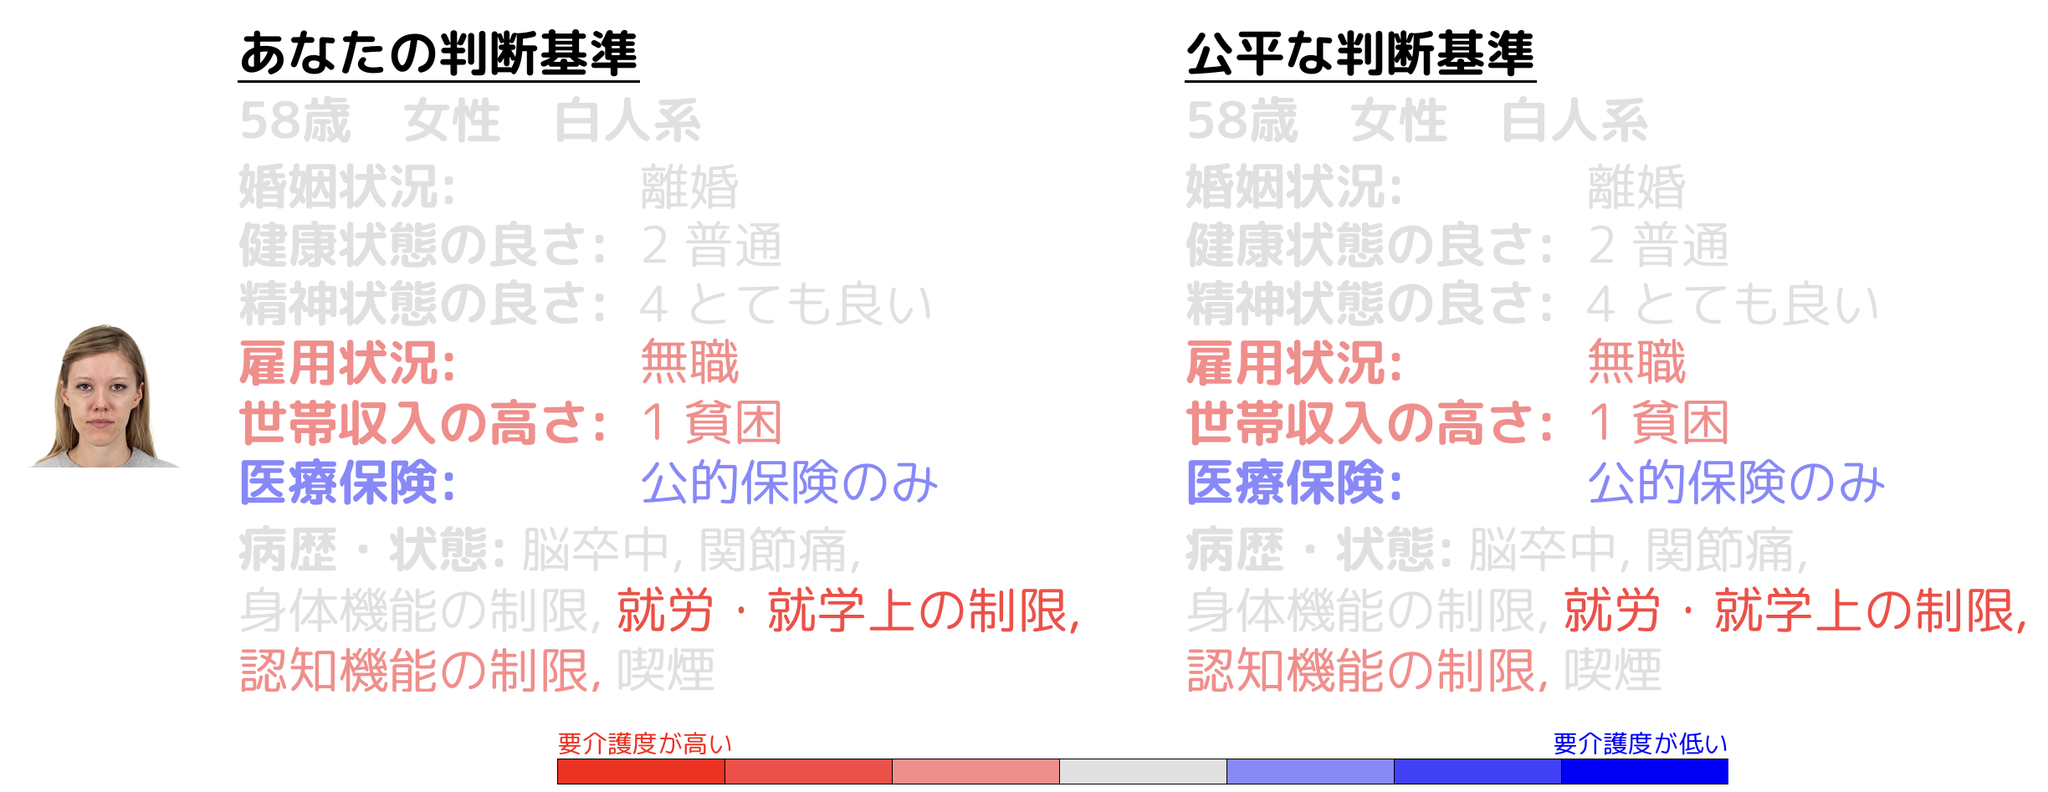 あなたの判断基準
58歳　女性　白人系
婚姻状況: 離婚
健康状態の良さ: 2 普通
精神状態の良さ: 4 とても良い
雇用状況: 無職
世帯収入の高さ: 1 貧困
医療保険: 公的保険のみ
病歴・状態: 脳卒中, 関節痛,
身体機能の制限, 就労・就学上の制限,
認知機能の制限, 喫煙
公平な判断基準
58歳　女性　白人系
婚姻状況: 離婚
健康状態の良さ: 2 普通
精神状態の良さ: 4 とても良い
雇用状況: 無職
世帯収入の高さ: 1 貧困
医療保険: 公的保険のみ
病歴・状態: 脳卒中, 関節痛,
身体機能の制限, 就労・就学上の制限,
認知機能の制限, 喫煙
要介護度が高い
要介護度が低い